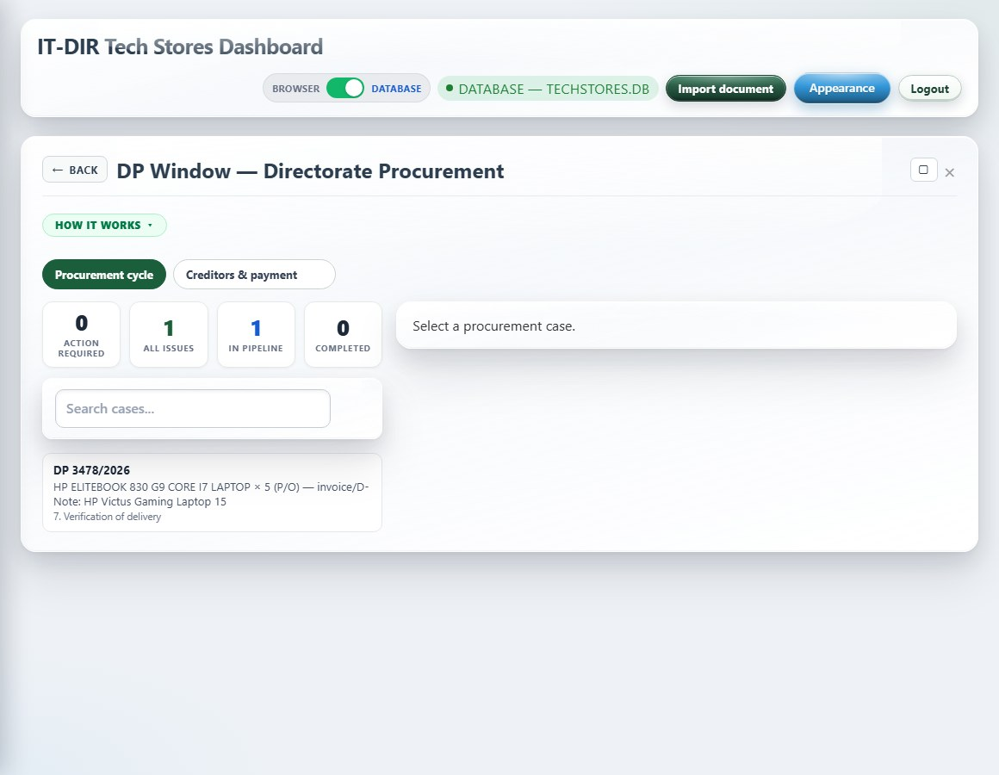 IT-DIR Tech Stores Dashboard
BROWSER DATABASE DATABASE — TECHSTORES.DB Import document Appearance Logout
← BACK DP Window — Directorate Procurement ×
HOW IT WORKS
Procurement cycle Creditors & payment
0 ACTION REQUIRED
1 ALL ISSUES
1 IN PIPELINE
0 COMPLETED
Select a procurement case.
Search cases...
DP 3478/2026
HP ELITEBOOK 830 G9 CORE I7 LAPTOP × 5 (P/O) — invoice/D-
Note: HP Victus Gaming Laptop 15
7. Verification of delivery